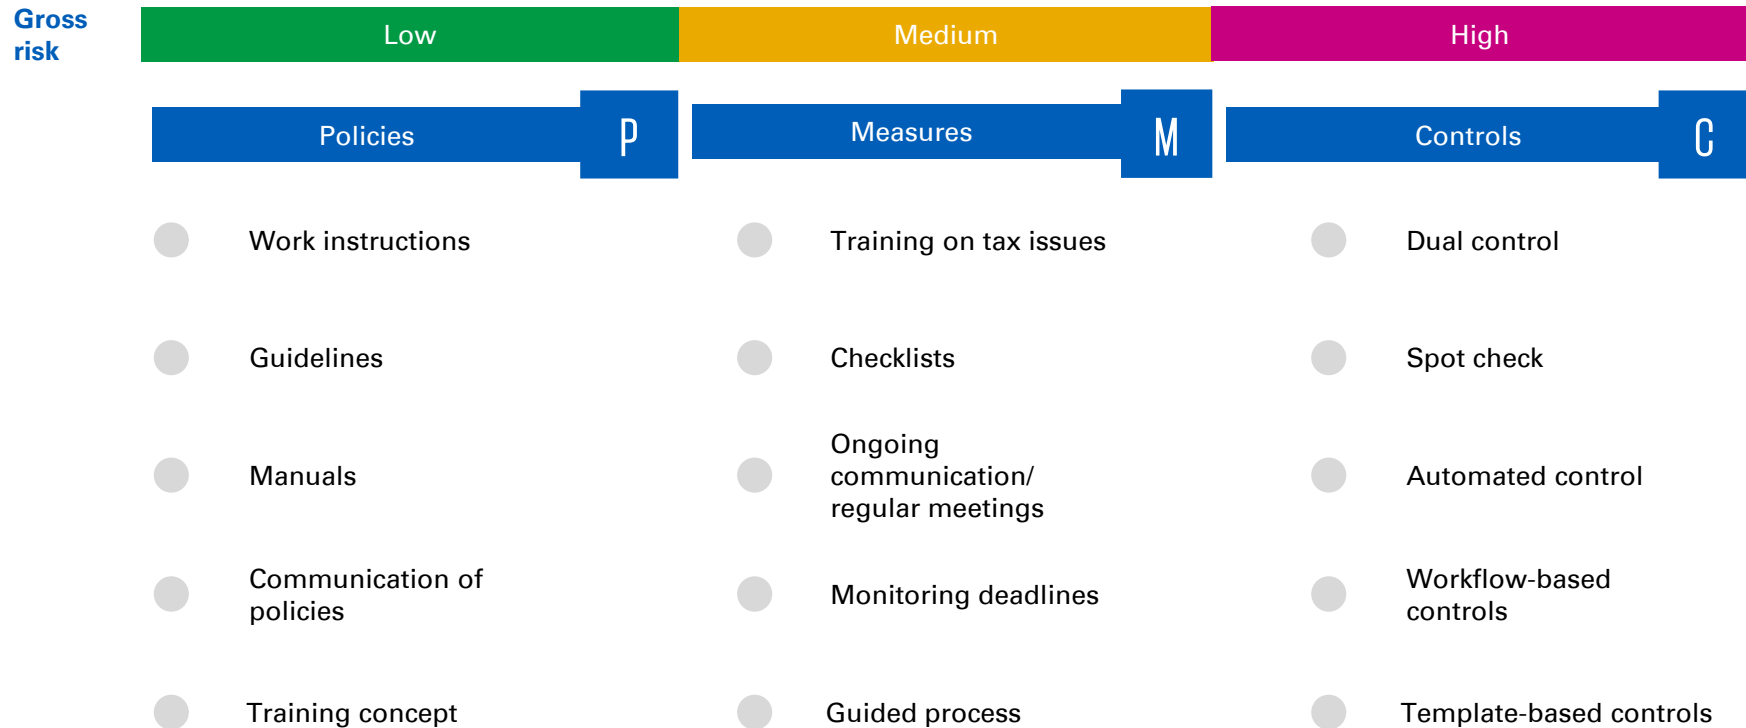 Gross
risk
Low
Medium
High
Policies
P
Measures
M
Controls
C
Work instructions
Training on tax issues
Dual control
Guidelines
Checklists
Spot check
Manuals
Ongoing
communication/
regular meetings
Automated control
Communication of
policies
Monitoring deadlines
Workflow-based
controls
Training concept
Guided process
Template-based controls